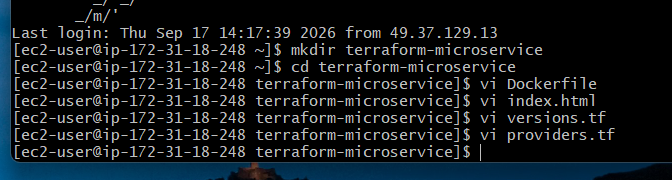 _/m/'
Last login: Thu Sep 17 14:17:39 2026 from 49.37.129.13
[ec2-user@ip-172-31-18-248 ~]$ mkdir terraform-microservice
[ec2-user@ip-172-31-18-248 ~]$ cd terraform-microservice
[ec2-user@ip-172-31-18-248 terraform-microservice]$ vi Dockerfile
[ec2-user@ip-172-31-18-248 terraform-microservice]$ vi index.html
[ec2-user@ip-172-31-18-248 terraform-microservice]$ vi versions.tf
[ec2-user@ip-172-31-18-248 terraform-microservice]$ vi providers.tf
[ec2-user@ip-172-31-18-248 terraform-microservice]$